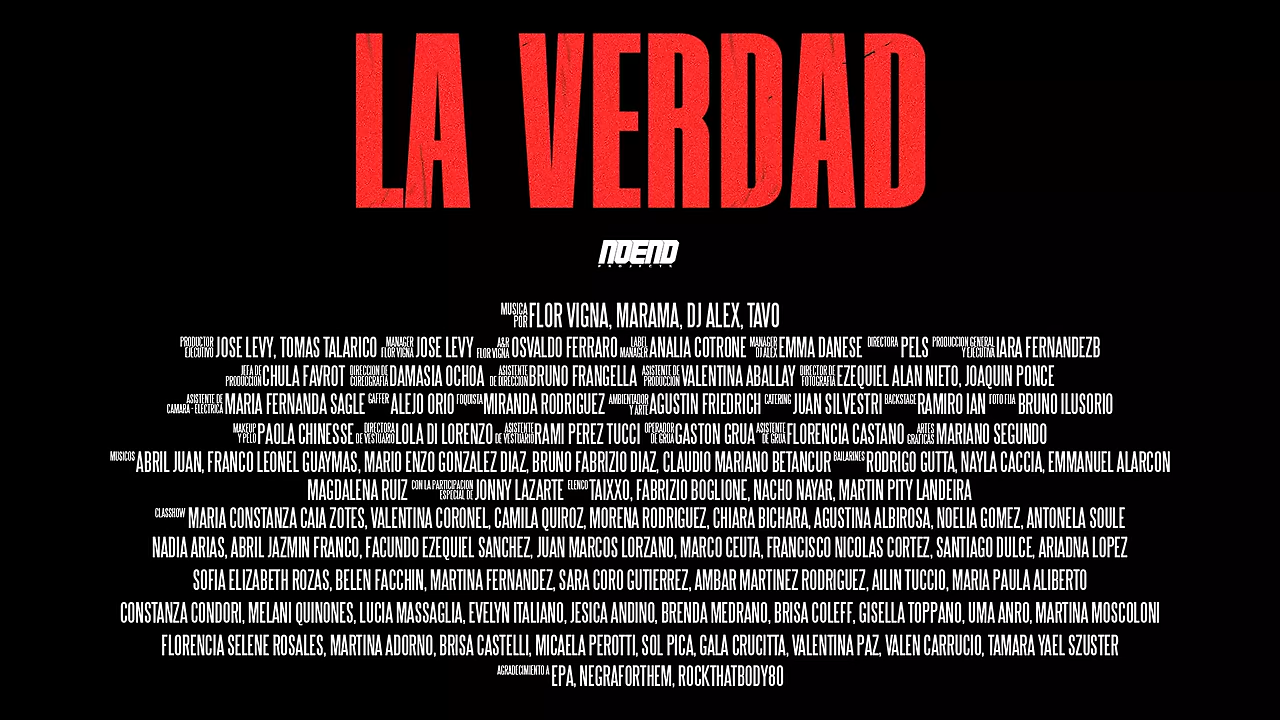 LA VERDAD
NOEND
PROJECTS
MUSICA POR FLOR VIGNA, MARAMA, DJ ALEX, TAVO
PRODUCTOR EJECUTIVO JOSE LEVY, TOMAS TALARICO MANAGER FLOR VIGNA JOSE LEVY A&R FLOR VIGNA OSVALDO FERRARO LABEL MANAGER ANALIA COTRONE MANAGER DJ ALEX EMMA DANESE DIRECTORA PELS PRODUCCION GENERAL Y EJECUTIVA IARA FERNANDEZB
JEFA DE PRODUCCION CHULA FAVROT DIRECCION DE COREOGRAFIA DAMASIA OCHOA ASISTENTE DE DIRECCION BRUNO FRANGELLA ASISTENTE DE PRODUCCION VALENTINA ABALLAY DIRECTOR DE FOTOGRAFIA EZEQUIEL ALAN NIETO, JOAQUIN PONCE
ASISTENTE DE CAMARA - ELECTRICA MARIA FERNANDA SAGLE GAFFER ALEJO ORIO FOQUISTA MIRANDA RODRIGUEZ AMBIENTADOR Y ARTE AGUSTIN FRIEDRICH CATERING JUAN SILVESTRI BACKSTAGE RAMIRO IAN FOTO FIJA BRUNO ILUSORIO
MAKEUP Y PELO PAOLA CHINESSE DIRECTORA DE VESTUARIO LOLA DI LORENZO ASISTENTE DE VESTUARIO RAMI PEREZ TUCCI OPERADOR DE GRUA GASTON GRUA ASISTENTE DE GRUA FLORENCIA CASTANO ARTES GRAFICAS MARIANO SEGUNDO
MUSICOS ABRIL JUAN, FRANCO LEONEL GUAYMAS, MARIO ENZO GONZALEZ DIAZ, BRUNO FABRIZIO DIAZ, CLAUDIO MARIANO BETANCUR BAILARINES RODRIGO GUTTA, NAYLA CACCIA, EMMANUEL ALARCON
MAGDALENA RUIZ CON LA PARTICIPACION ESPECIAL DE JONNY LAZARTE ELENCO TAIXXO, FABRIZIO BOGLIONE, NACHO NAYAR, MARTIN PITY LANDEIRA
CLASSHOW MARIA CONSTANZA CAIA ZOTES, VALENTINA CORONEL, CAMILA QUIROZ, MORENA RODRIGUEZ, CHIARA BICHARA, AGUSTINA ALBIROSA, NOELIA GOMEZ, ANTONELA SOULE
NADIA ARIAS, ABRIL JAZMIN FRANCO, FACUNDO EZEQUIEL SANCHEZ, JUAN MARCOS LORZANO, MARCO CEUTA, FRANCISCO NICOLAS CORTEZ, SANTIAGO DULCE, ARIADNA LOPEZ
SOFIA ELIZABETH ROZAS, BELEN FACCHIN, MARTINA FERNANDEZ, SARA CORO GUTIERREZ, AMBAR MARTINEZ RODRIGUEZ, AILIN TUCCIO, MARIA PAULA ALIBERTO
CONSTANZA CONDORI, MELANI QUINONES, LUCIA MASSAGLIA, EVELYN ITALIANO, JESICA ANDINO, BRENDA MEDRANO, BRISA COLEFF, GISELLA TOPPANO, UMA ANRO, MARTINA MOSCOLONI
FLORENCIA SELENE ROSALES, MARTINA ADORNO, BRISA CASTELLI, MICAELA PEROTTI, SOL PICA, GALA CRUCITTA, VALENTINA PAZ, VALEN CARRUCIO, TAMARA YAEL SZUSTER
AGRADECIMIENTO A EPA, NEGRAFORTHEM, ROCKTHATBODY80